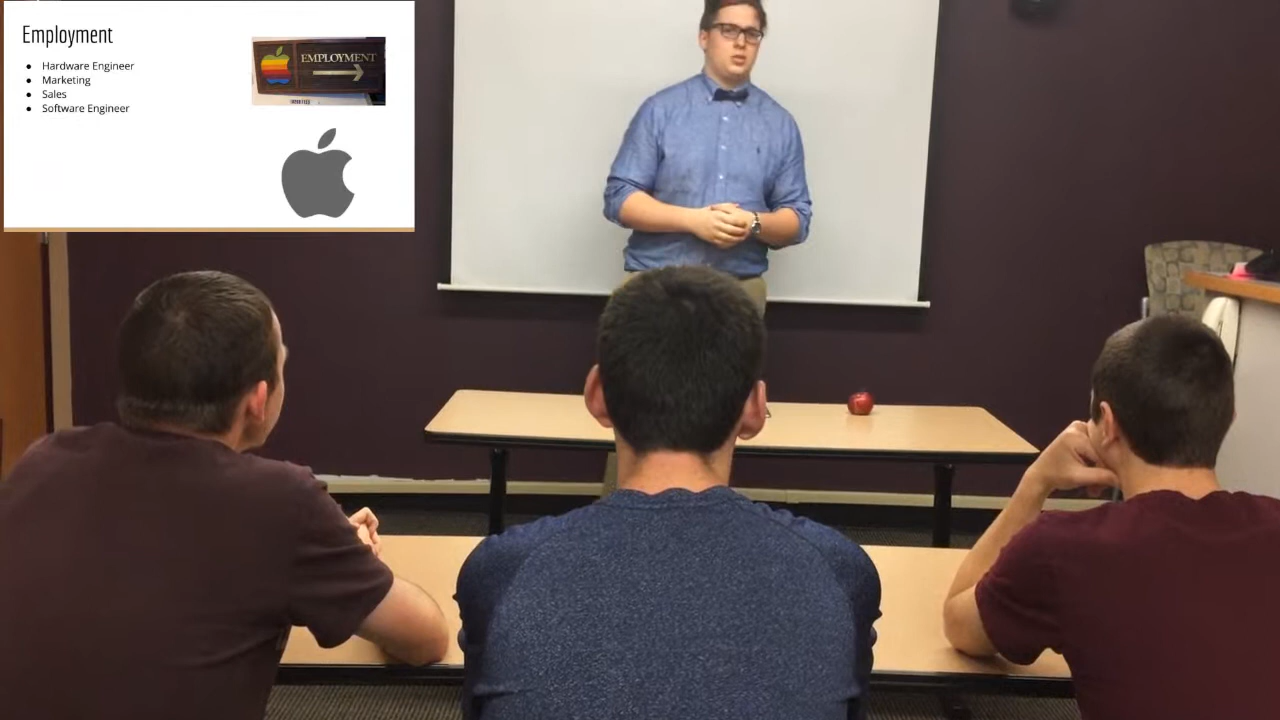 Employment
Hardware Engineer
Marketing
Sales
Software Engineer
EMPLOYMENT